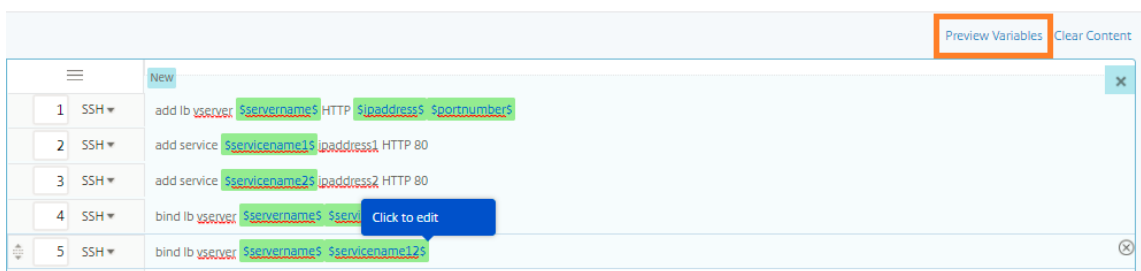 Preview Variables Clear Content
New
1 SSH add lb vserver $servername$ HTTP $ipaddress$ $portnumber$
2 SSH add service $servicename1$ ipaddress1 HTTP 80
3 SSH add service $servicename2$ ipaddress2 HTTP 80
4 SSH bind lb vserver $servername$ $servi Click to edit
5 SSH bind lb vserver $servername$ $servicename12$